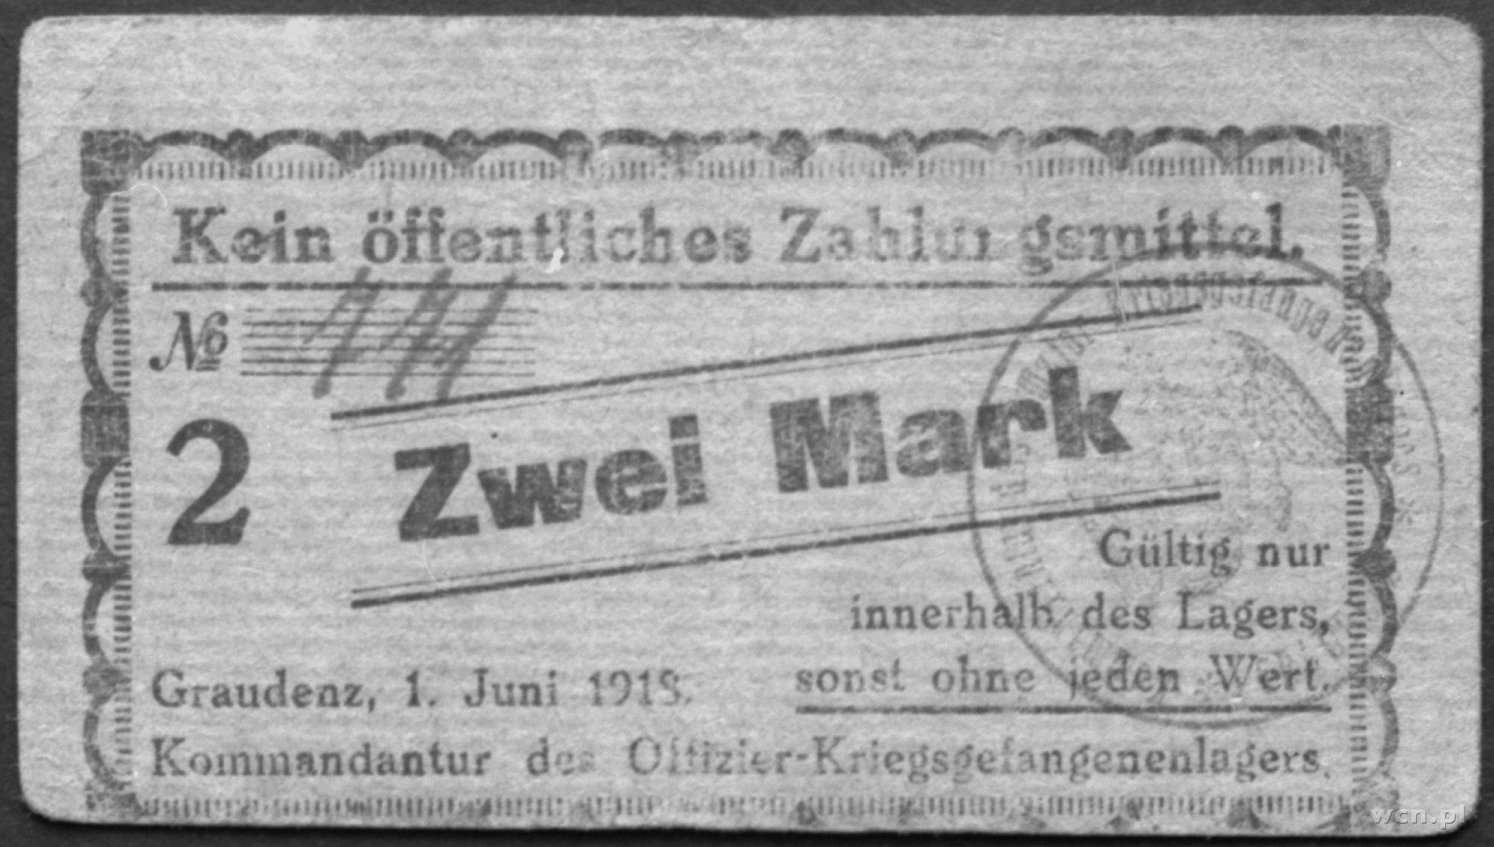 Kein öffentliches Zahlungsmittel.
№ 111
2 Zwei Mark
Gültig nur
innerhalb des Lagers,
sonst ohne jeden Wert.
Graudenz, 1. Juni 1918.
Kommandantur des Offizier-Kriegsgefangenenlagers.
wcn.pl